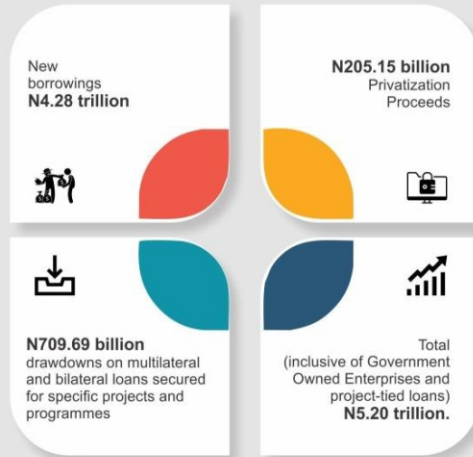 New
borrowings
N4.28 trillion
N205.15 billion
Privatization
Proceeds
N709.69 billion
drawdowns on multilateral
and bilateral loans secured
for specific projects and
programmes
Total
(inclusive of Government
Owned Enterprises and
project-tied loans)
N5.20 trillion.